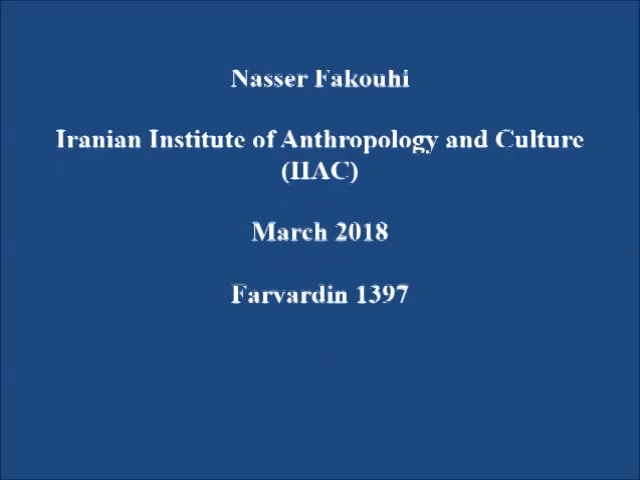 Nasser Fakouhi
Iranian Institute of Anthropology and Culture
(IIAC)
March 2018
Farvardin 1397